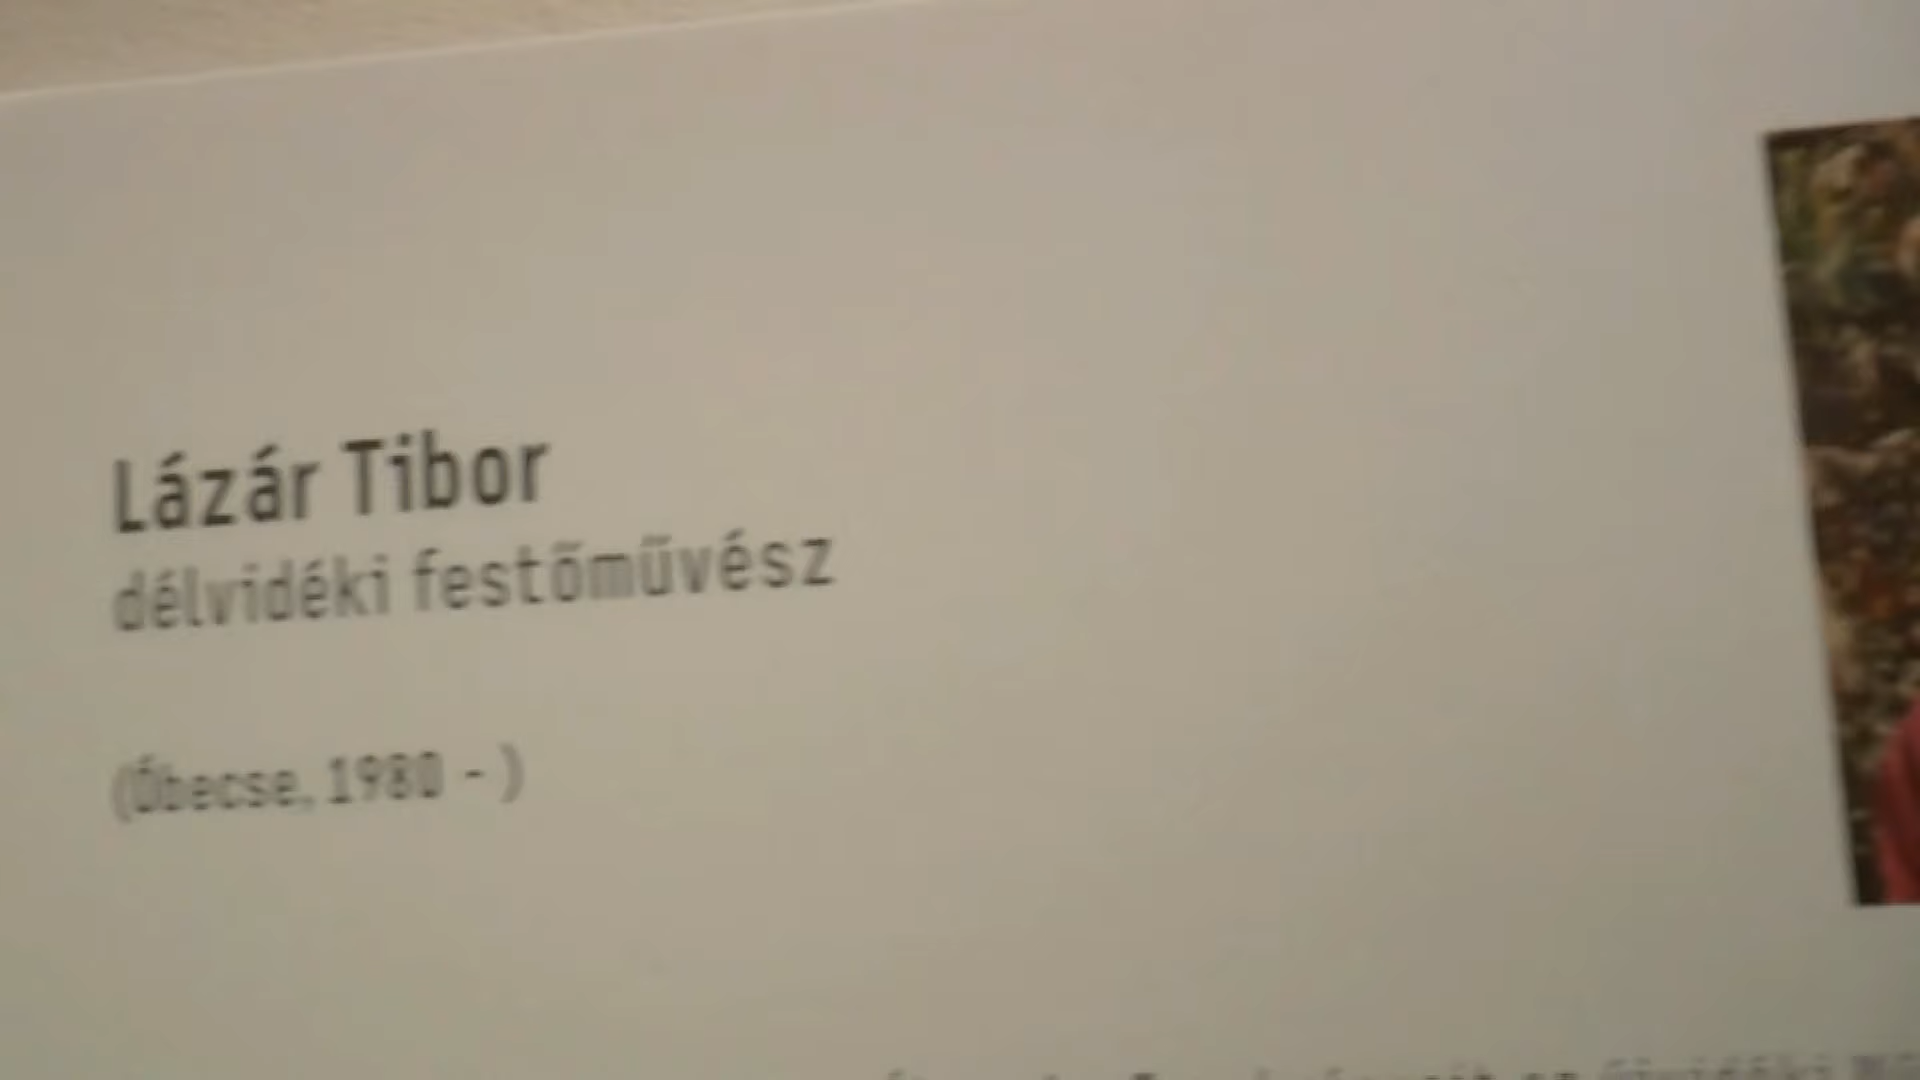 Lázár Tibor
délvidéki festőművész
(Óbecse, 1980 - )